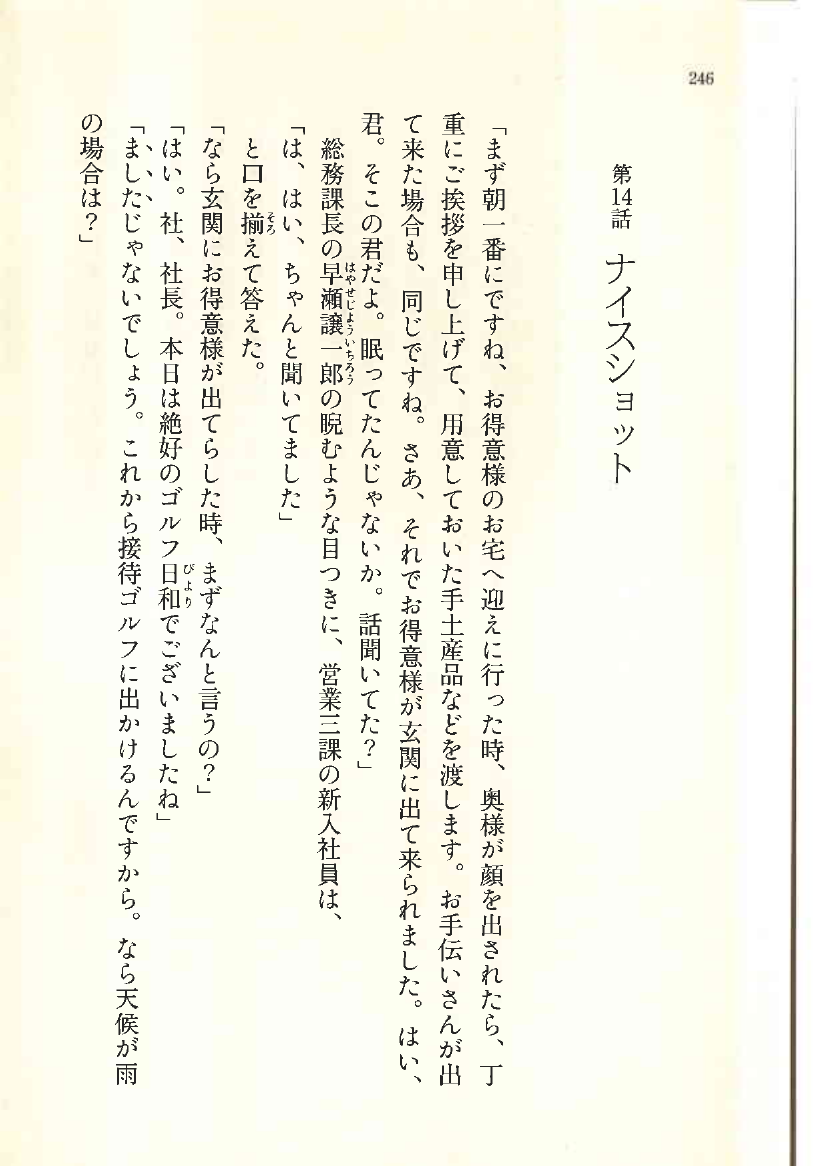 246
第14話 ナイスショット
「まず朝一番にですね、お得意様のお宅へ迎えに行った時、奥様が顔を出されたら、丁
重にご挨拶を申し上げて、用意しておいた手土産品などを渡します。お手伝いさんが出
て来た場合も、同じですね。さあ、それでお得意様が玄関に出て来られました。はい、
君。そこの君だよ。眠ってたんじゃないか。話聞いてた？」
総務課長の早瀬譲一郎の睨むような目つきに、営業三課の新入社員は、
はやせじよういちろう
「は、はい、ちゃんと聞いてました」
と口を揃えて答えた。
そろ
「なら玄関にお得意様が出てらした時、まずなんと言うの？」
「はい。社、社長。本日は絶好のゴルフ日和でございましたね」
びより
「ましたじゃないでしょう。これから接待ゴルフに出かけるんですから。なら天候が雨
の場合は？」